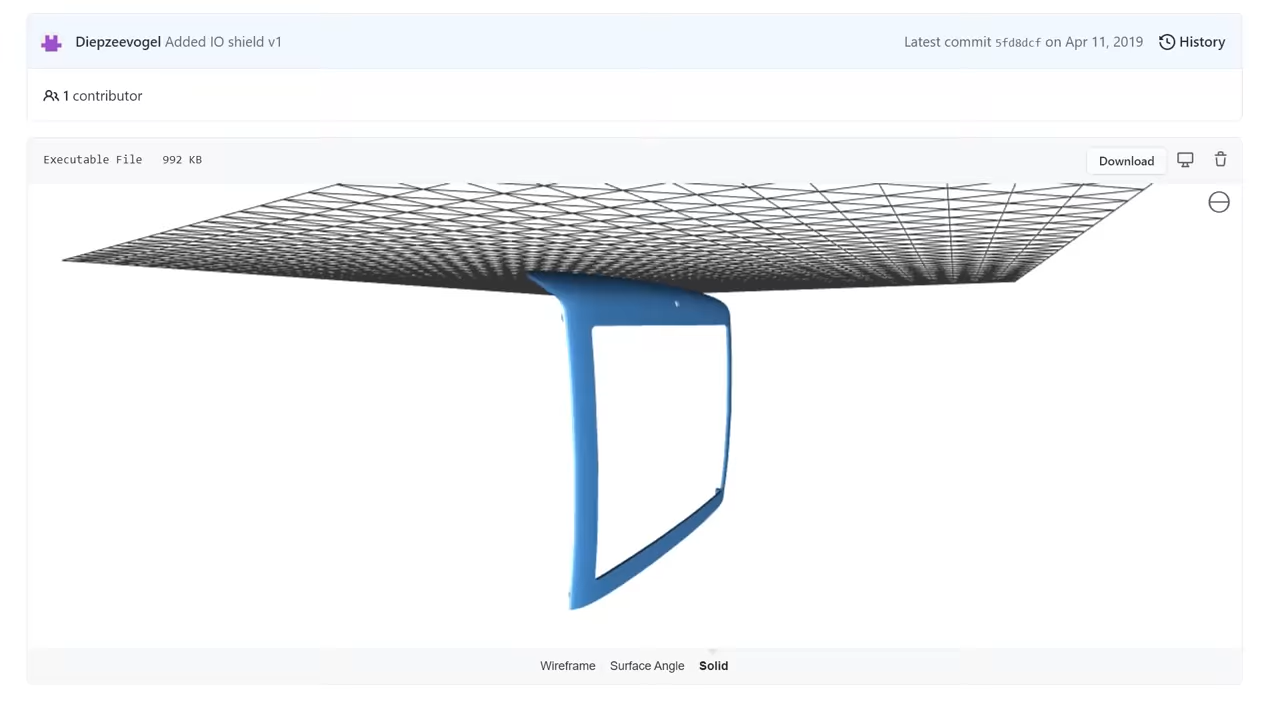 Diepzeevogel Added IO shield v1
Latest commit 5fd8dcf on Apr 11, 2019 History
1 contributor
Executable File 992 KB
Download
Wireframe Surface Angle Solid